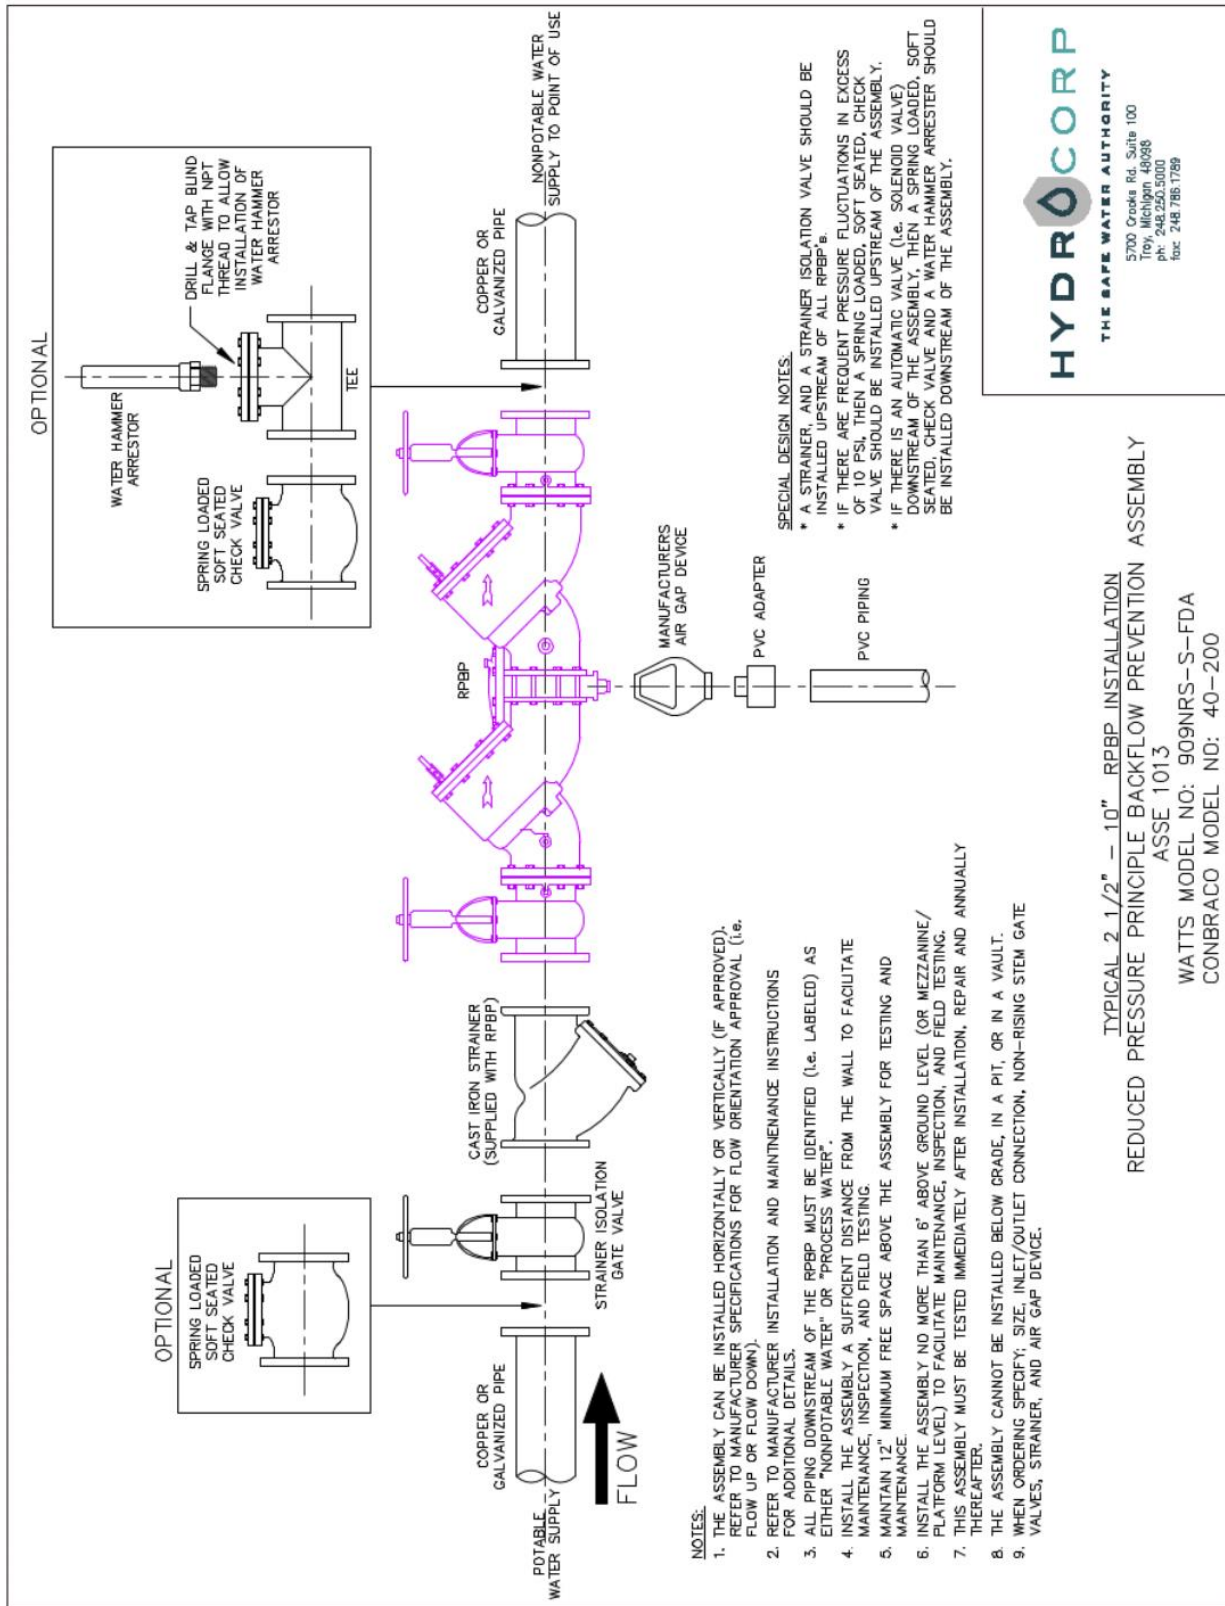 OPTIONAL
SPRING LOADED
SOFT SEATED
CHECK VALVE
OPTIONAL
WATER HAMMER
ARRESTOR
DRILL & TAP BLIND
FLANGE WITH NPT
THREAD TO ALLOW
INSTALLATION OF
WATER HAMMER
ARRESTOR
SPRING LOADED
SOFT SEATED
CHECK VALVE
TEE
COPPER OR
GALVANIZED PIPE
POTABLE
WATER SUPPLY
FLOW
STRAINER ISOLATION
GATE VALVE
CAST IRON STRAINER
(SUPPLIED WITH RPBP)
RPBP
COPPER OR
GALVANIZED PIPE
NONPOTABLE WATER
SUPPLY TO POINT OF USE
MANUFACTURERS
AIR GAP DEVICE
PVC ADAPTER
PVC PIPING
NOTES:
1. THE ASSEMBLY CAN BE INSTALLED HORIZONTALLY OR VERTICALLY (IF APPROVED).
REFER TO MANUFACTURER SPECIFICATIONS FOR FLOW ORIENTATION APPROVAL (i.e.
FLOW UP OR FLOW DOWN).
2. REFER TO MANUFACTURER INSTALLATION AND MAINTNENANCE INSTRUCTIONS
FOR ADDITIONAL DETAILS.
3. ALL PIPING DOWNSTREAM OF THE RPBP MUST BE IDENTIFIED (i.e. LABELED) AS
EITHER "NONPOTABLE WATER" OR "PROCESS WATER".
4. INSTALL THE ASSEMBLY A SUFFICIENT DISTANCE FROM THE WALL TO FACILITATE
MAINTENANCE, INSPECTION, AND FIELD TESTING.
5. MAINTAIN 12" MINIMUM FREE SPACE ABOVE THE ASSEMBLY FOR TESTING AND
MAINTENANCE.
6. INSTALL THE ASSEMBLY NO MORE THAN 6' ABOVE GROUND LEVEL (OR MEZZANINE/
PLATFORM LEVEL) TO FACILITATE MAINTENANCE, INSPECTION, AND FIELD TESTING.
7. THIS ASSEMBLY MUST BE TESTED IMMEDIATELY AFTER INSTALLATION, REPAIR AND ANNUALLY
THEREAFTER.
8. THE ASSEMBLY CANNOT BE INSTALLED BELOW GRADE, IN A PIT, OR IN A VAULT.
9. WHEN ORDERING SPECIFY; SIZE, INLET/OUTLET CONNECTION, NON-RISING STEM GATE
VALVES, STRAINER, AND AIR GAP DEVICE.
SPECIAL DESIGN NOTES:
* A STRAINER, AND A STRAINER ISOLATION VALVE SHOULD BE
INSTALLED UPSTREAM OF ALL RPBP's.
* IF THERE ARE FREQUENT PRESSURE FLUCTUATIONS IN EXCESS
OF 10 PSI, THEN A SPRING LOADED, SOFT SEATED, CHECK
VALVE SHOULD BE INSTALLED UPSTREAM OF THE ASSEMBLY.
* IF THERE IS AN AUTOMATIC VALVE (i.e. SOLENOID VALVE)
DOWNSTREAM OF THE ASSEMBLY, THEN A SPRING LOADED, SOFT
SEATED, CHECK VALVE AND A WATER HAMMER ARRESTER SHOULD
BE INSTALLED DOWNSTREAM OF THE ASSEMBLY.
TYPICAL 2 1/2" - 10" RPBP INSTALLATION
REDUCED PRESSURE PRINCIPLE BACKFLOW PREVENTION ASSEMBLY
ASSE 1013
WATTS MODEL NO: 909NRS-S-FDA
CONBRACO MODEL NO: 40-200
HYDROCORP
THE SAFE WATER AUTHORITY
5700 Crooks Rd. Suite 100
Troy, Michigan 48098
ph: 248.250.5000
fax: 248.786.1789